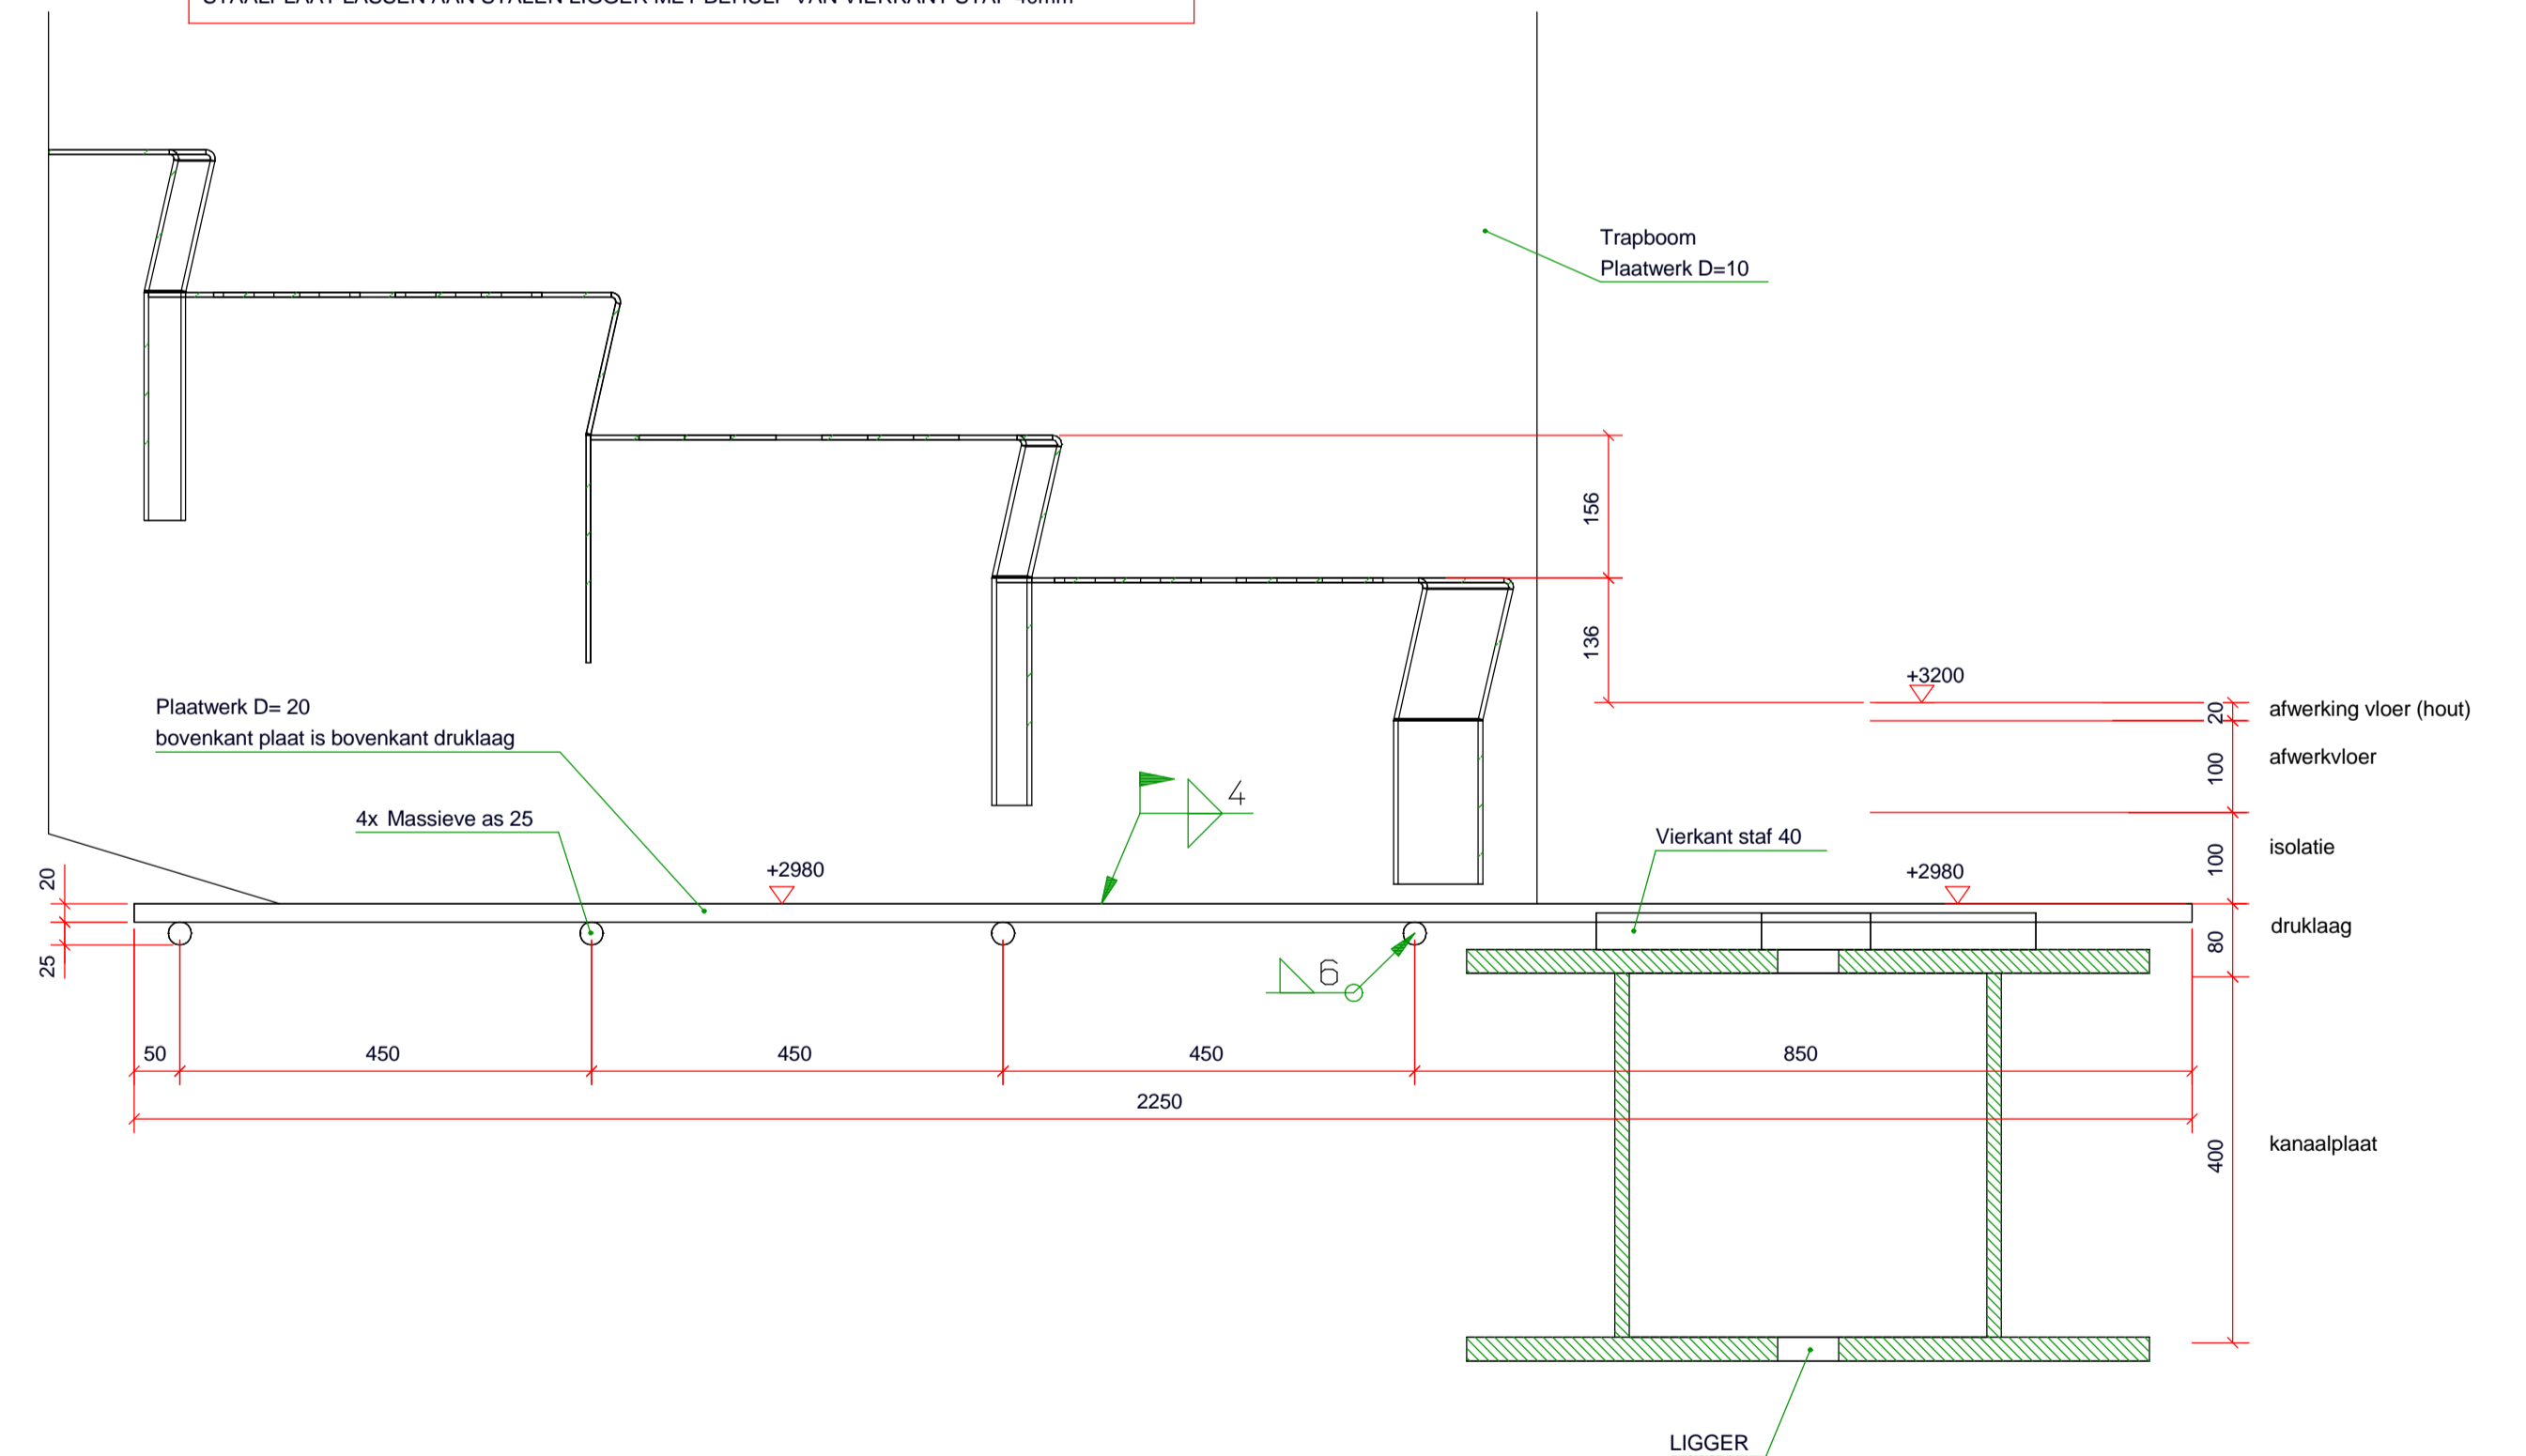 Trapboom
Plaatwerk D=10
156
136
+3200
20
afwerking vloer (hout)
100
afwerkvloer
Plaatwerk D= 20
bovenkant plaat is bovenkant druklaag
4x Massieve as 25
4
Vierkant staf 40
100
isolatie
20
+2980
+2980
80
druklaag
25
6
50
450
450
450
850
2250
400
kanaalplaat
LIGGER